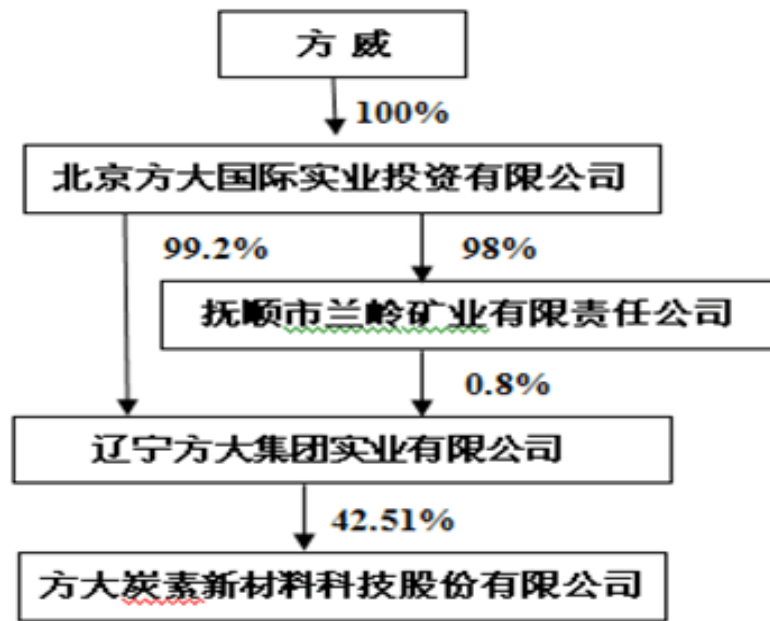 方 威
100%
北京方大国际实业投资有限公司
99.2%
98%
抚顺市兰岭矿业有限责任公司
0.8%
辽宁方大集团实业有限公司
42.51%
方大炭素新材料科技股份有限公司